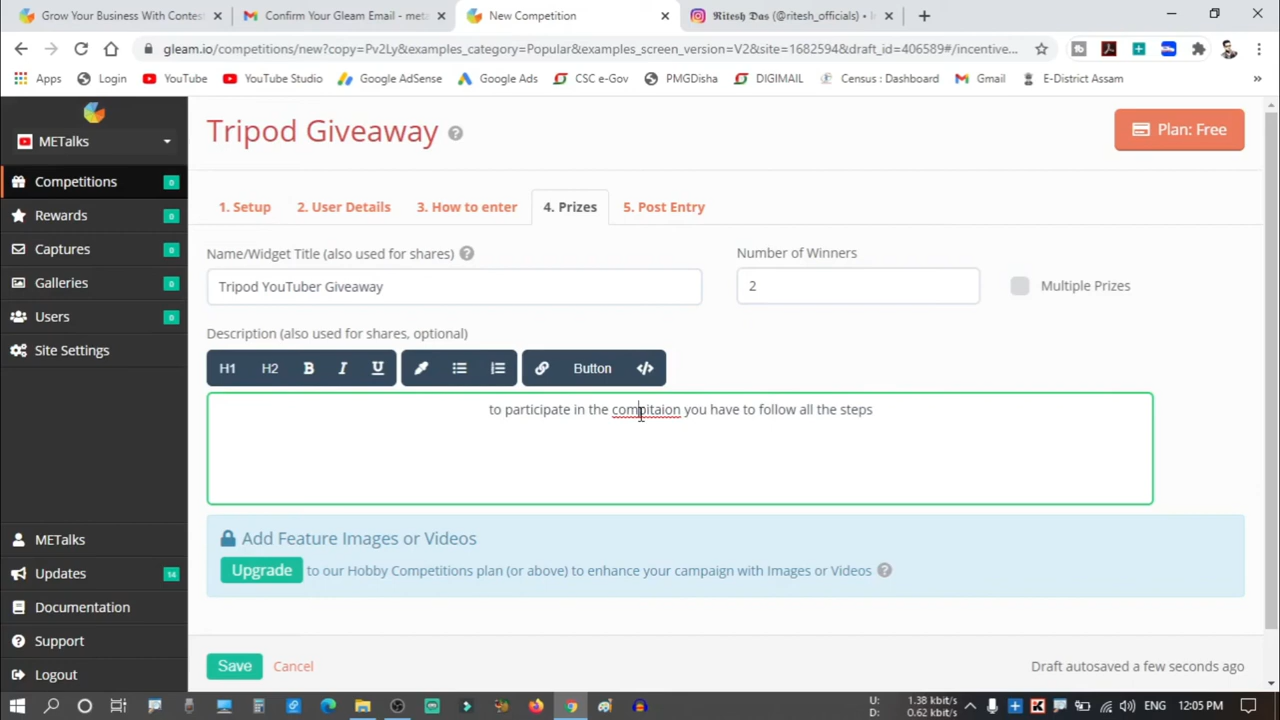 Grow Your Business With Contest
Confirm Your Gleam Email - meta
New Competition
𝕽𝖎𝖙𝖊𝖘𝖍 𝕯𝖆𝖘 (@ritesh_officials) • I
gleam.io/competitions/new?copy=Pv2Ly&examples_category=Popular&examples_screen_version=V2&site=1682594&draft_id=406589#/incentive...
Apps Login YouTube YouTube Studio Google AdSense Google Ads CSC e-Gov PMGDisha DIGIMAIL Census : Dashboard Gmail E-District Assam »
METalks
Competitions 0
Rewards 0
Captures 0
Galleries 0
Users 0
Site Settings
METalks
Updates 14
Documentation
Support
Logout
Tripod Giveaway ?
Plan: Free
1. Setup 2. User Details 3. How to enter 4. Prizes 5. Post Entry
Name/Widget Title (also used for shares) ?
Number of Winners
Tripod YouTuber Giveaway
2
Multiple Prizes
Description (also used for shares, optional)
H1 H2 B I U Button </>
to participate in the compitaion you have to follow all the steps
Add Feature Images or Videos
Upgrade to our Hobby Competitions plan (or above) to enhance your campaign with Images or Videos ?
Save Cancel
Draft autosaved a few seconds ago
U: 1.38 kbit/s
D: 0.62 kbit/s
ENG 12:05 PM